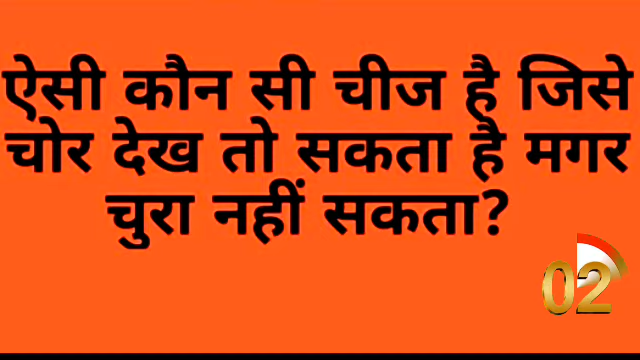 ऐसी कौन सी चीज है जिसे
चोर देख तो सकता है मगर
चुरा नहीं सकता?
02